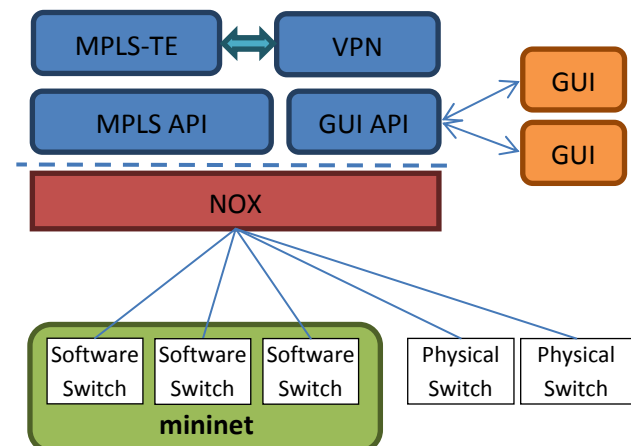 MPLS-TE
VPN
MPLS API
GUI API
GUI
GUI
NOX
Software
Switch
Software
Switch
Software
Switch
Physical
Switch
Physical
Switch
mininet